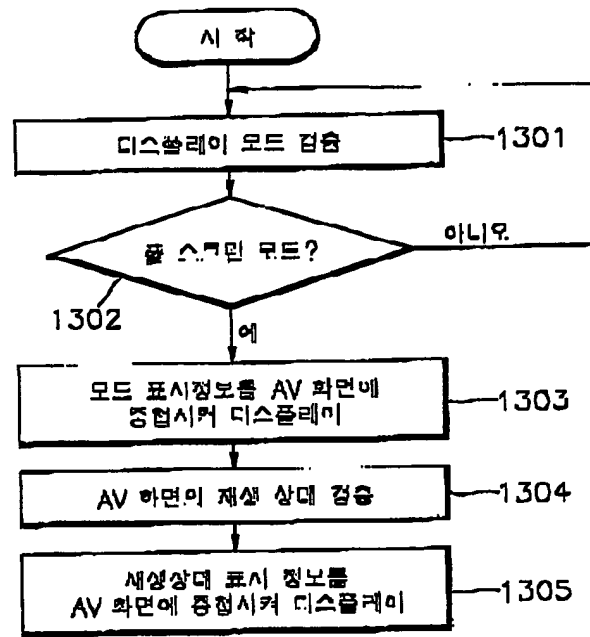 시 작
디스플레이 모드 검출
1301
풀 스크린 모드?
아니오
1302
예
모드 표시정보를 AV 화면에
중첩시켜 디스플레이
1303
AV 화면의 재생 상태 검출
1304
재생상태 표시 정보를
AV 화면에 중첩시켜 디스플레이
1305